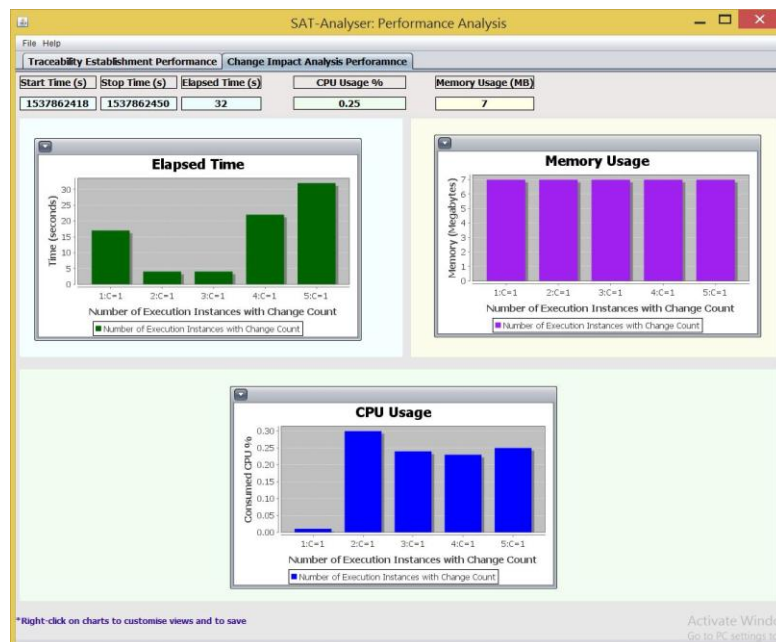 SAT-Analyser: Performance Analysis
File Help
Traceability Establishment Performance Change Impact Analysis Perforamnce
Start Time (s) Stop Time (s) Elapsed Time (s) CPU Usage % Memory Usage (MB)
1537862418 1537862450 32 0.25 7
Elapsed Time
Time (seconds)
30
25
20
15
10
5
0
1:C=1 2:C=1 3:C=1 4:C=1 5:C=1
Number of Execution Instances with Change Count
Number of Execution Instances with Change Count
Memory Usage
Memory (Megabytes)
7
6
5
4
3
2
1
0
1:C=1 2:C=1 3:C=1 4:C=1 5:C=1
Number of Execution Instances with Change Count
Number of Execution Instances with Change Count
CPU Usage
Consumed CPU %
0.30
0.25
0.20
0.15
0.10
0.05
0.00
1:C=1 2:C=1 3:C=1 4:C=1 5:C=1
Number of Execution Instances with Change Count
Number of Execution Instances with Change Count
*Right-click on charts to customise views and to save
Activate Windo
Go to PC settings to